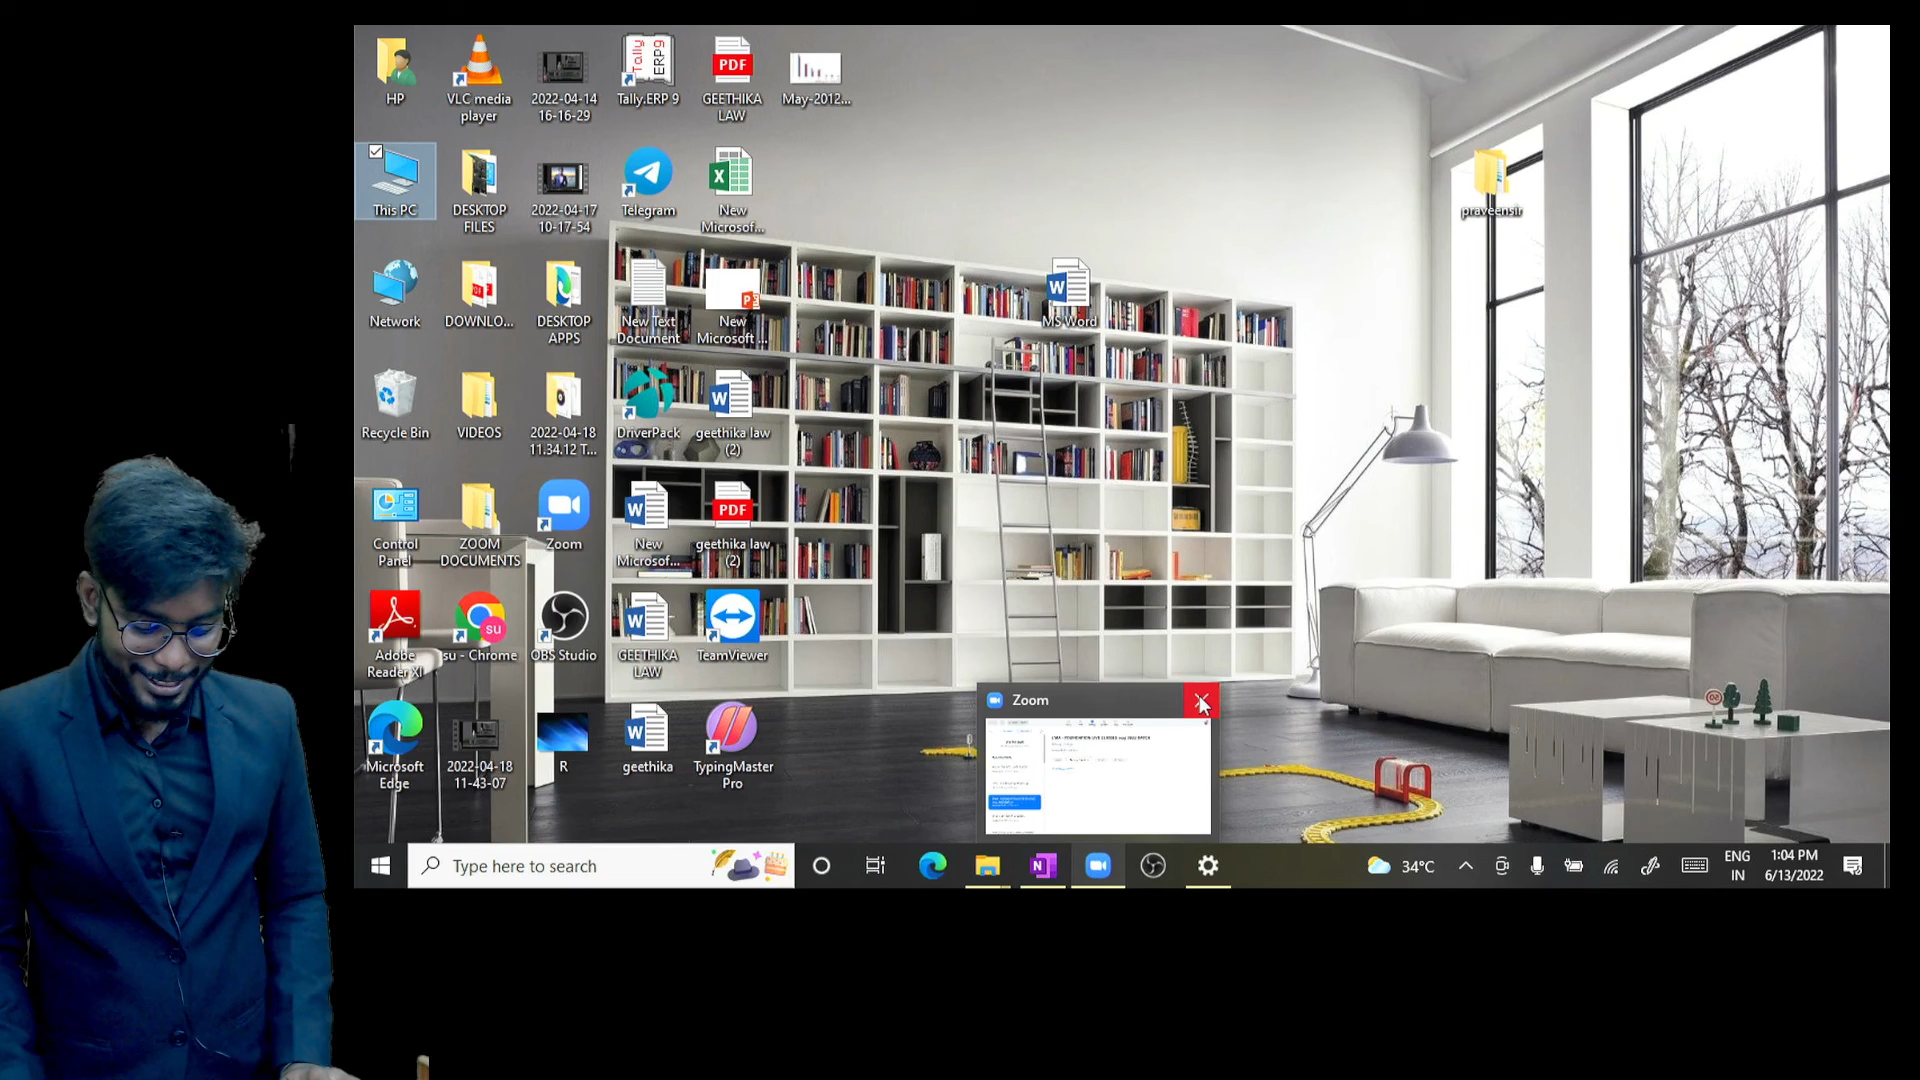 HP
VLC media
player
2022-04-14
16-16-29
Tally
ERP9
Tally.ERP 9
PDF
GEETHIKA
LAW
May-2012...
This PC
DESKTOP
FILES
2022-04-17
10-17-54
Telegram
New
Microsof...
praveensir
Network
DOWNLO...
DESKTOP
APPS
New Text
Document
New
Microsoft ...
MS Word
Recycle Bin
VIDEOS
2022-04-18
11.34.12 T...
DriverPack
geethika law
(2)
Control
Panel
ZOOM
DOCUMENTS
Zoom
New
Microsof...
PDF
geethika law
(2)
Adobe
Reader XI
su
su - Chrome
OBS Studio
GEETHIKA
LAW
TeamViewer
Zoom
Microsoft
Edge
2022-04-18
11-43-07
R
geethika
TypingMaster
Pro
Type here to search
34°C
ENG
IN
1:04 PM
6/13/2022